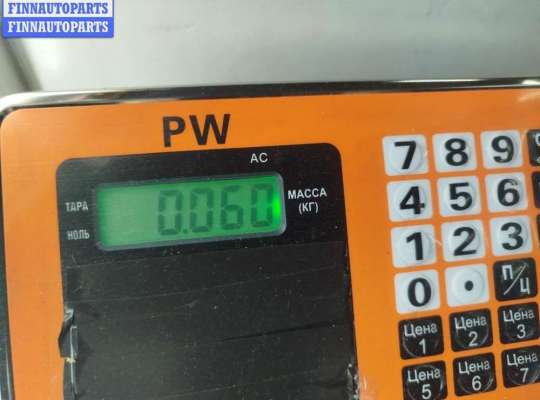 FINNAUTOPARTS
FINNAUTOPARTS
PW
AC
ТАРА
НОЛЬ
0.060
МАССА
(КГ)
7 8 9
4 5 6
1 2 3
0 • П/Ц
Цена 1 Цена 2 Цена 3
Цена 5 Цена 6 Цена 7